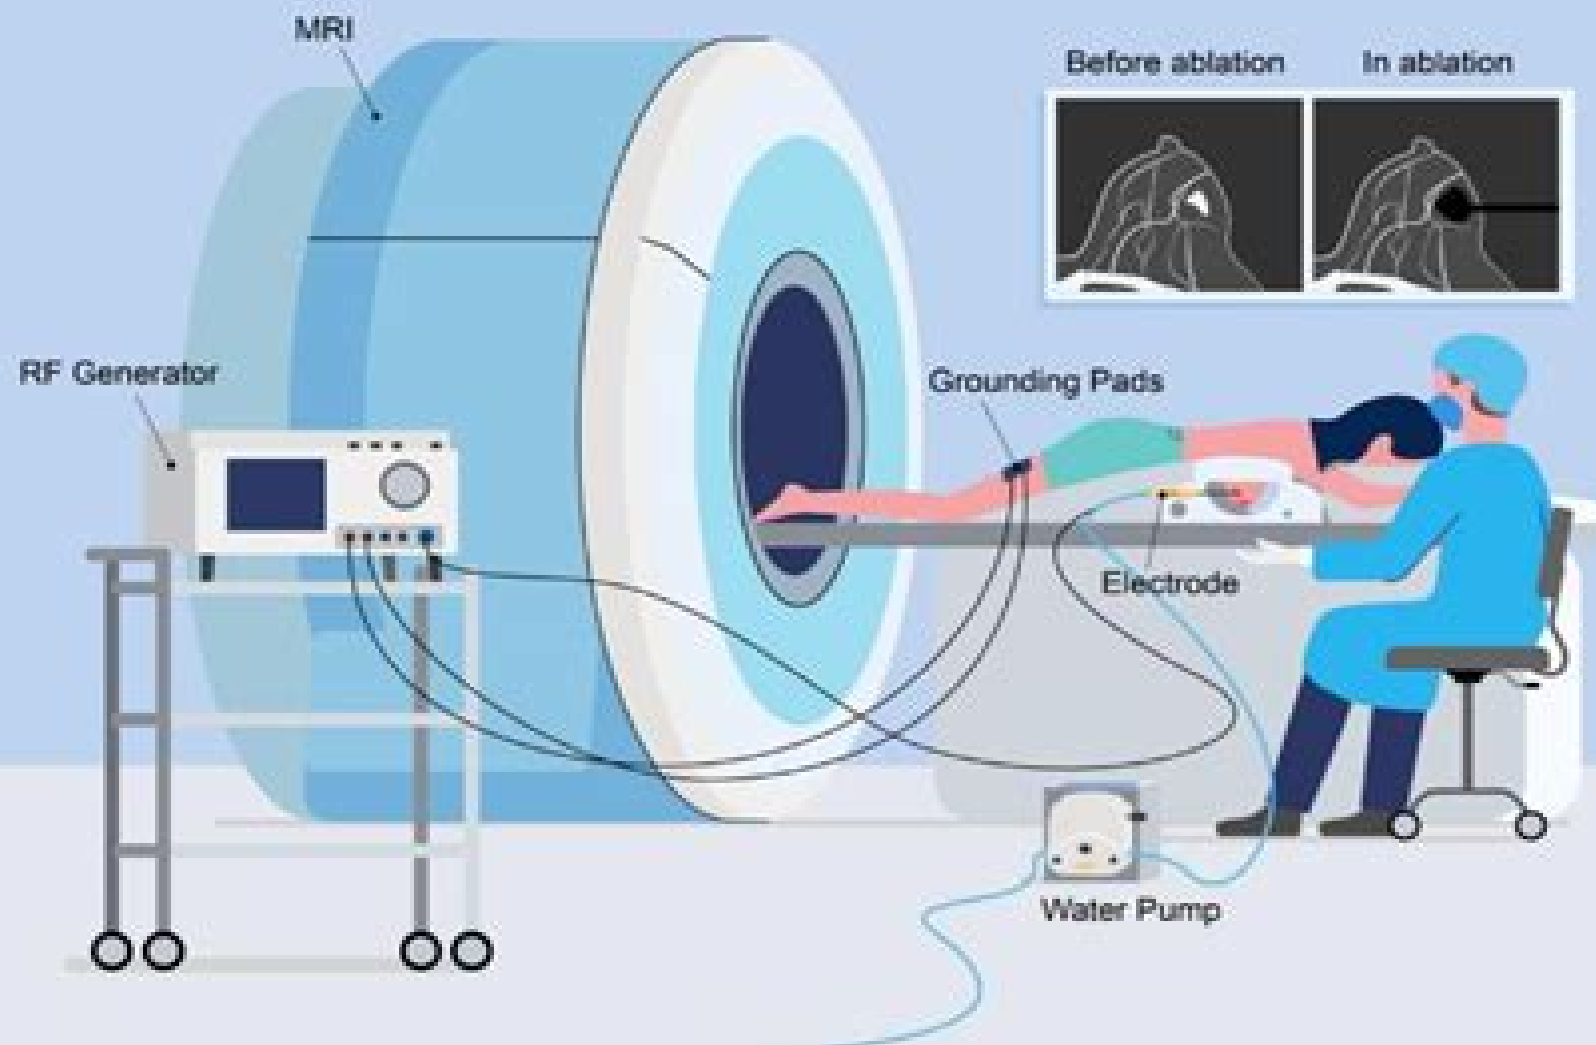 MRI
Before ablation
In ablation
RF Generator
Grounding Pads
Electrode
Water Pump